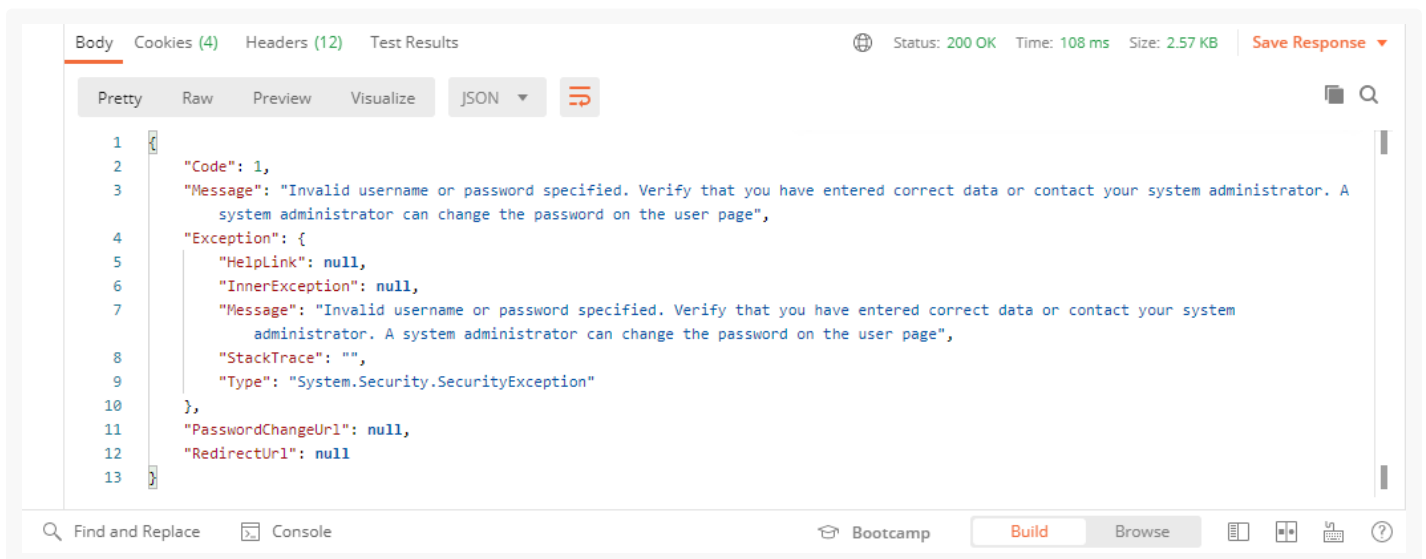 Body Cookies (4) Headers (12) Test Results Status: 200 OK Time: 108 ms Size: 2.57 KB Save Response
Pretty Raw Preview Visualize JSON
1 {
2 "Code": 1,
3 "Message": "Invalid username or password specified. Verify that you have entered correct data or contact your system administrator. A
system administrator can change the password on the user page",
4 "Exception": {
5 "HelpLink": null,
6 "InnerException": null,
7 "Message": "Invalid username or password specified. Verify that you have entered correct data or contact your system
administrator. A system administrator can change the password on the user page",
8 "StackTrace": "",
9 "Type": "System.Security.SecurityException"
10 },
11 "PasswordChangeUrl": null,
12 "RedirectUrl": null
13 }
Find and Replace Console Bootcamp Build Browse